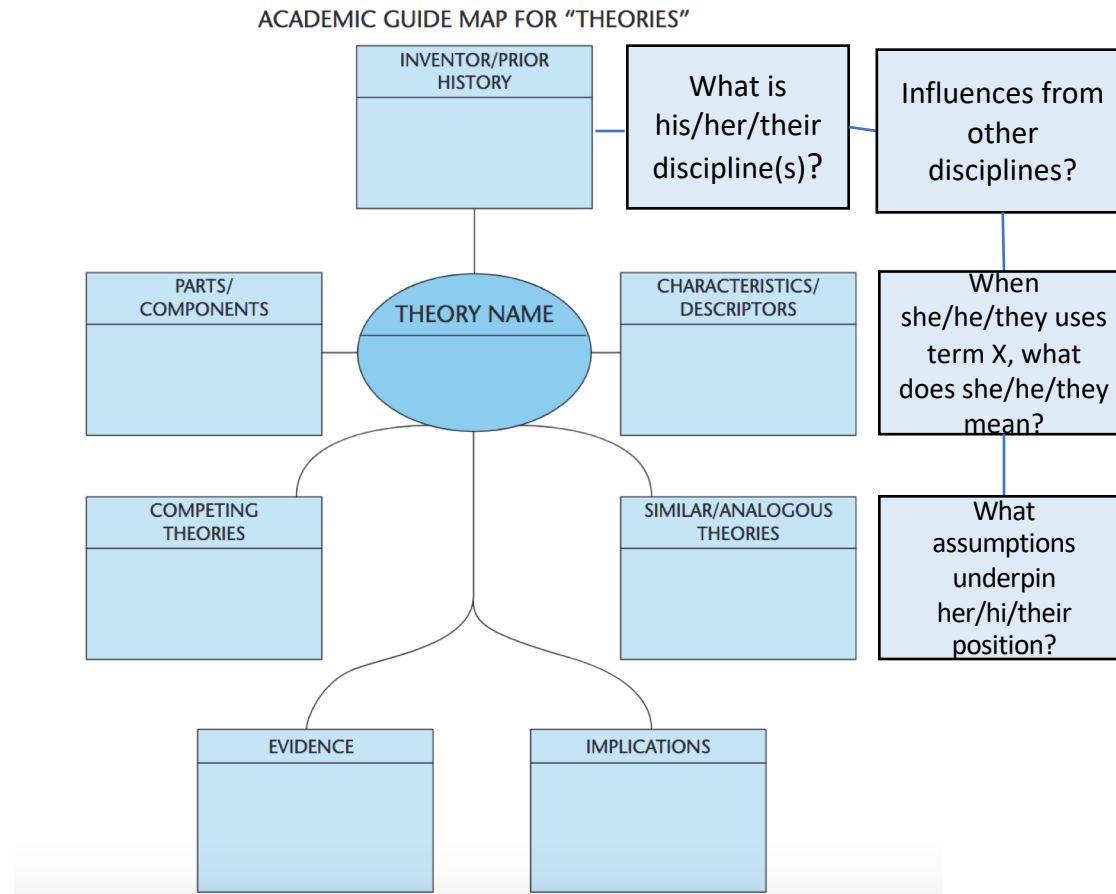 ACADEMIC GUIDE MAP FOR “THEORIES”
INVENTOR/PRIOR
HISTORY
What is
his/her/their
discipline(s)?
Influences from
other
disciplines?
PARTS/
COMPONENTS
THEORY NAME
CHARACTERISTICS/
DESCRIPTORS
When
she/he/they uses
term X, what
does she/he/they
mean?
COMPETING
THEORIES
SIMILAR/ANALOGOUS
THEORIES
What
assumptions
underpin
her/hi/their
position?
EVIDENCE
IMPLICATIONS